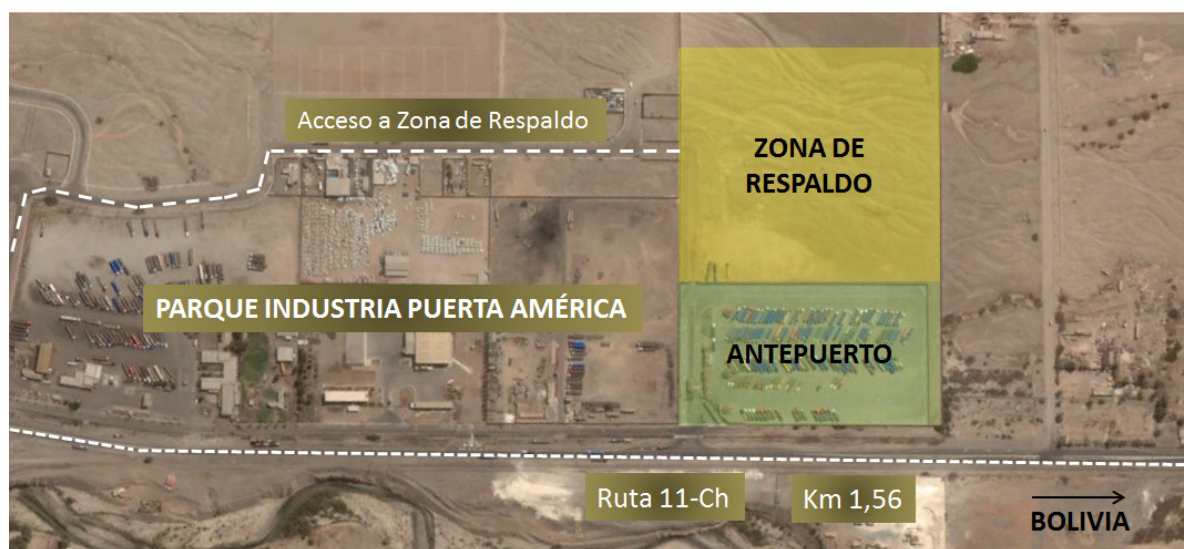 Acceso a Zona de Respaldo
ZONA DE
RESPALDO
PARQUE INDUSTRIA PUERTA AMÉRICA
ANTEPUERTO
Ruta 11-Ch
Km 1,56
BOLIVIA